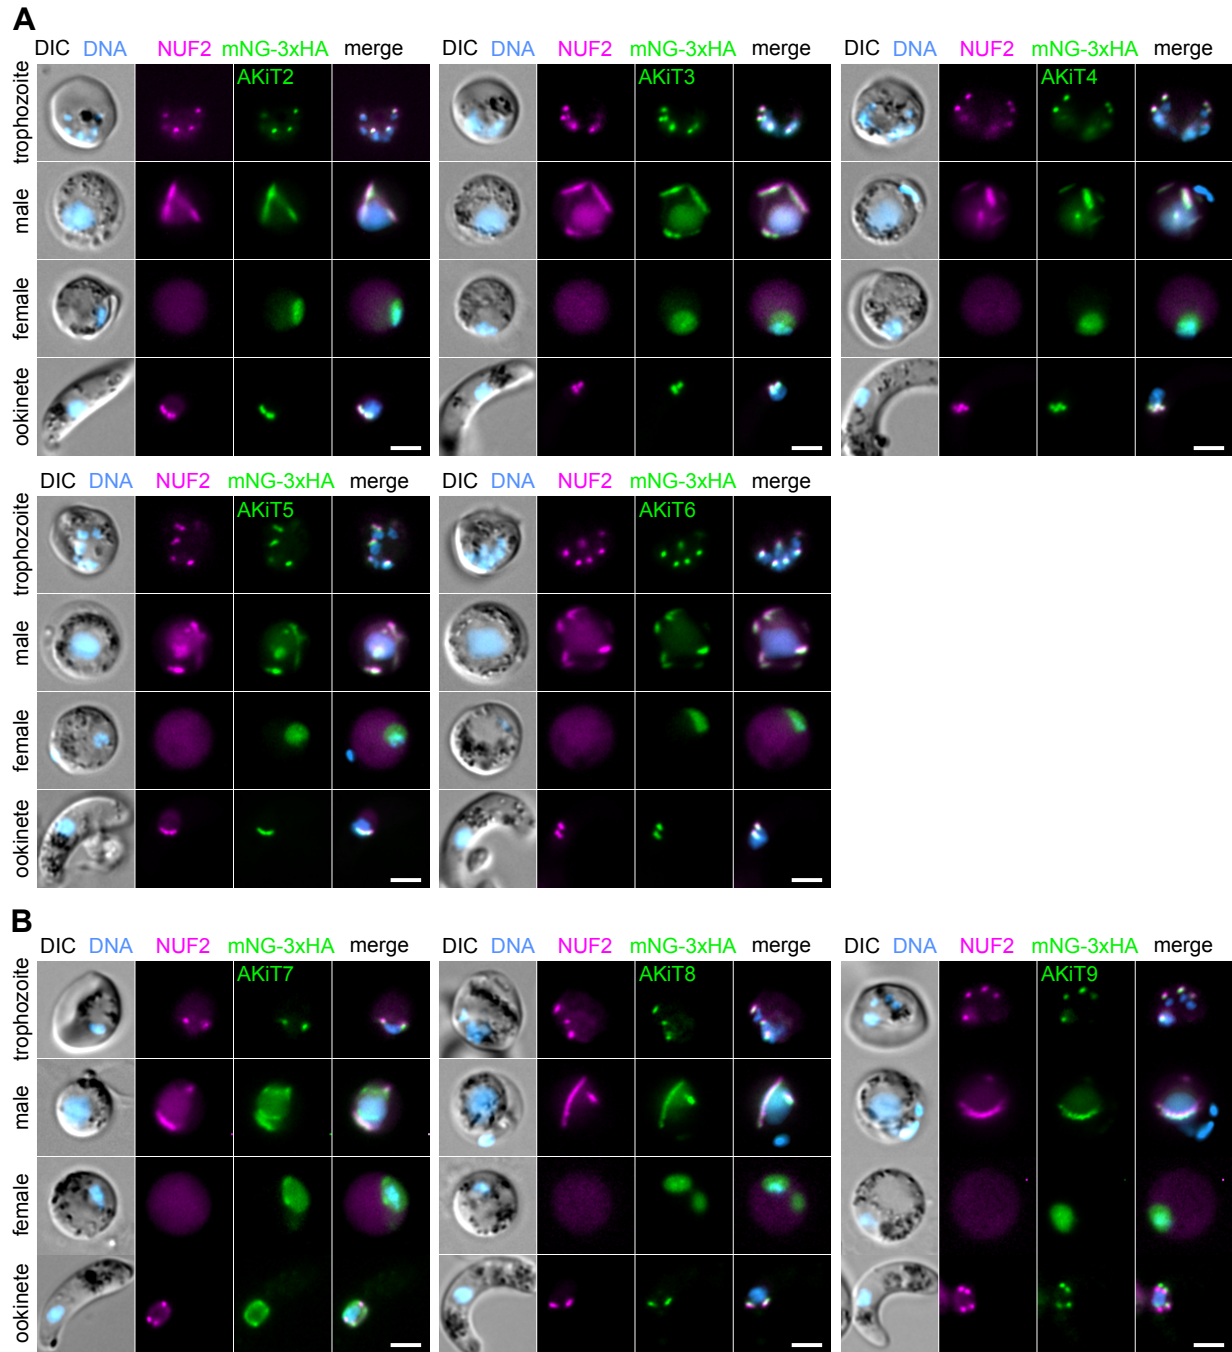 A
DIC DNA NUF2 mNG-3xHA merge
DIC DNA NUF2 mNG-3xHA merge
DIC DNA NUF2 mNG-3xHA merge
AKiT2
AKiT3
AKiT4
trophozoite
male
female
ookinete
DIC DNA NUF2 mNG-3xHA merge
DIC DNA NUF2 mNG-3xHA merge
AKiT5
AKiT6
trophozoite
male
female
ookinete
B
DIC DNA NUF2 mNG-3xHA merge
DIC DNA NUF2 mNG-3xHA merge
DIC DNA NUF2 mNG-3xHA merge
AKiT7
AKiT8
AKiT9
trophozoite
male
female
ookinete